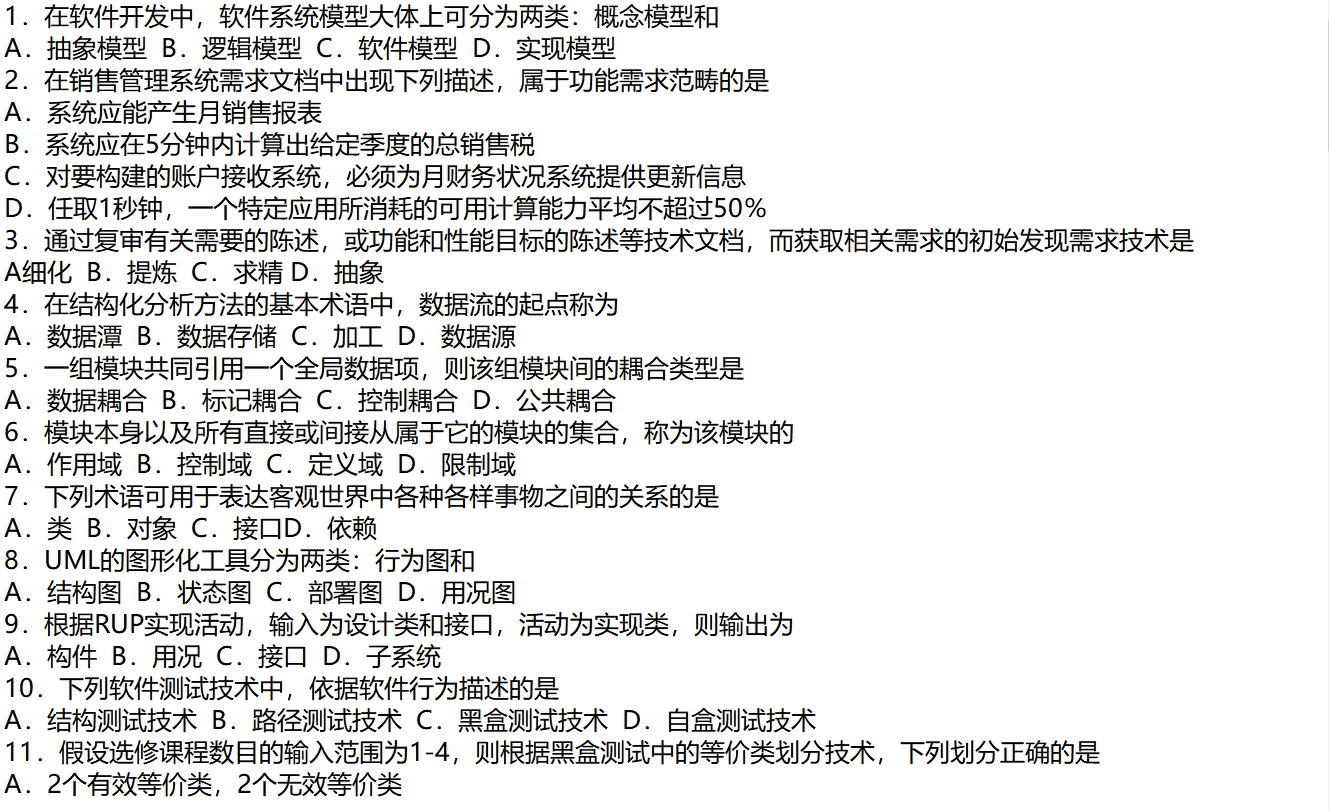 1．在软件开发中，软件系统模型大体上可分为两类：概念模型和
A．抽象模型 B．逻辑模型 C．软件模型 D．实现模型
2．在销售管理系统需求文档中出现下列描述，属于功能需求范畴的是
A．系统应能产生月销售报表
B．系统应在5分钟内计算出给定季度的总销售税
C．对要构建的账户接收系统，必须为月财务状况系统提供更新信息
D．任取1秒钟，一个特定应用所消耗的可用计算能力平均不超过50%
3．通过复审有关需要的陈述，或功能和性能目标的陈述等技术文档，而获取相关需求的初始发现需求技术是
A细化 B．提炼 C．求精 D．抽象
4．在结构化分析方法的基本术语中，数据流的起点称为
A．数据潭 B．数据存储 C．加工 D．数据源
5．一组模块共同引用一个全局数据项，则该组模块间的耦合类型是
A．数据耦合 B．标记耦合 C．控制耦合 D．公共耦合
6．模块本身以及所有直接或间接从属于它的模块的集合，称为该模块的
A．作用域 B．控制域 C．定义域 D．限制域
7．下列术语可用于表达客观世界中各种各样事物之间的关系的是
A．类 B．对象 C．接口D．依赖
8．UML的图形化工具分为两类：行为图和
A．结构图 B．状态图 C．部署图 D．用况图
9．根据RUP实现活动，输入为设计类和接口，活动为实现类，则输出为
A．构件 B．用况 C．接口 D．子系统
10．下列软件测试技术中，依据软件行为描述的是
A．结构测试技术 B．路径测试技术 C．黑盒测试技术 D．自盒测试技术
11．假设选修课程数目的输入范围为1-4，则根据黑盒测试中的等价类划分技术，下列划分正确的是
A．2个有效等价类，2个无效等价类